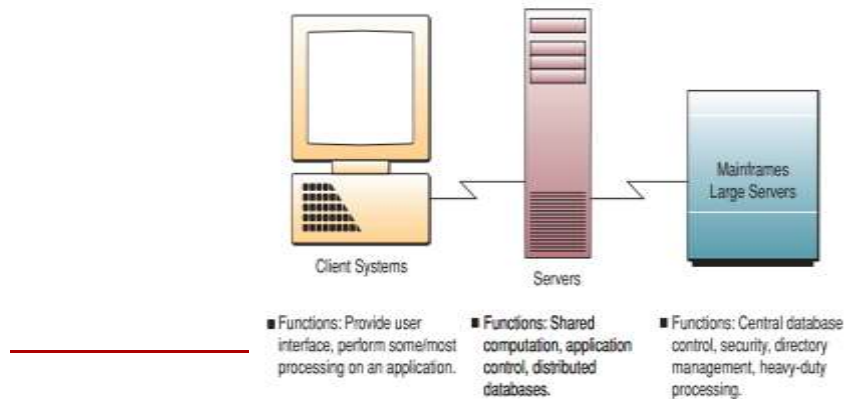 Mainframes
Large Servers
Client Systems
Servers
■ Functions: Provide user
interface, perform some/most
processing on an application.
■ Functions: Shared
computation, application
control, distributed
databases.
■ Functions: Central database
control, security, directory
management, heavy-duty
processing.